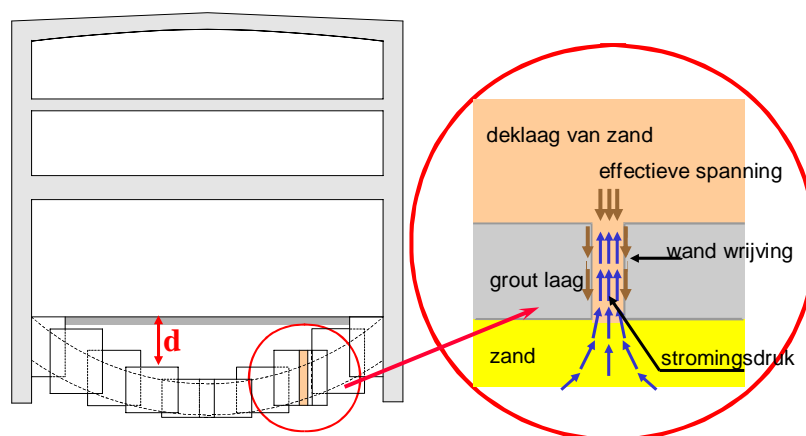 deklaag van zand
effectieve spanning
wand wrijving
grout laag
d
zand
stromingsdruk